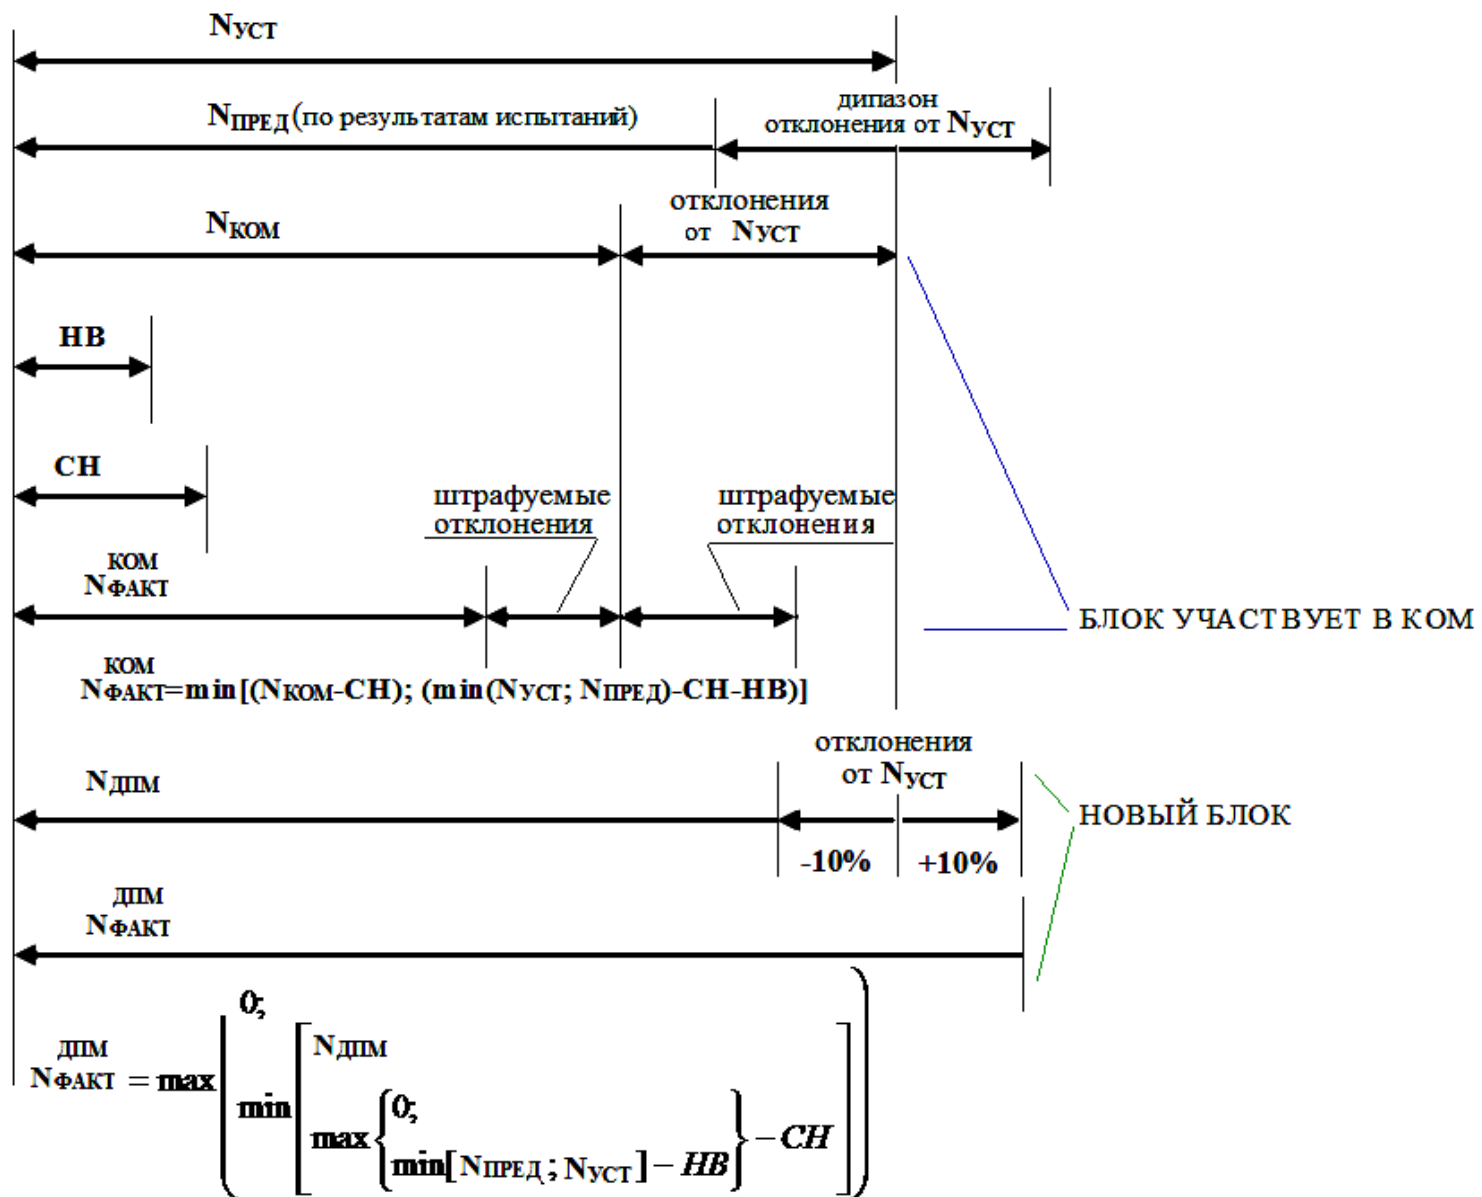 NУСТ
NПРЕД (по результатам испытаний)
дипазон
отклонения от NУСТ
NКОМ
отклонения
от NУСТ
НВ
СН
штрафуемые
отклонения
штрафуемые
отклонения
КОМ
NФАКТ
БЛОК УЧАСТВУЕТ В КОМ
КОМ
NФАКТ=min[(NКОМ-СН); (min(NУСТ; NПРЕД)-СН-НВ)]
отклонения
от NУСТ
NДПМ
НОВЫЙ БЛОК
-10% +10%
ДПМ
NФАКТ
0;
ДПМ
NДПМ
NФАКТ = max
min
0;
max
- СН
min[NПРЕД; NУСТ] - НВ